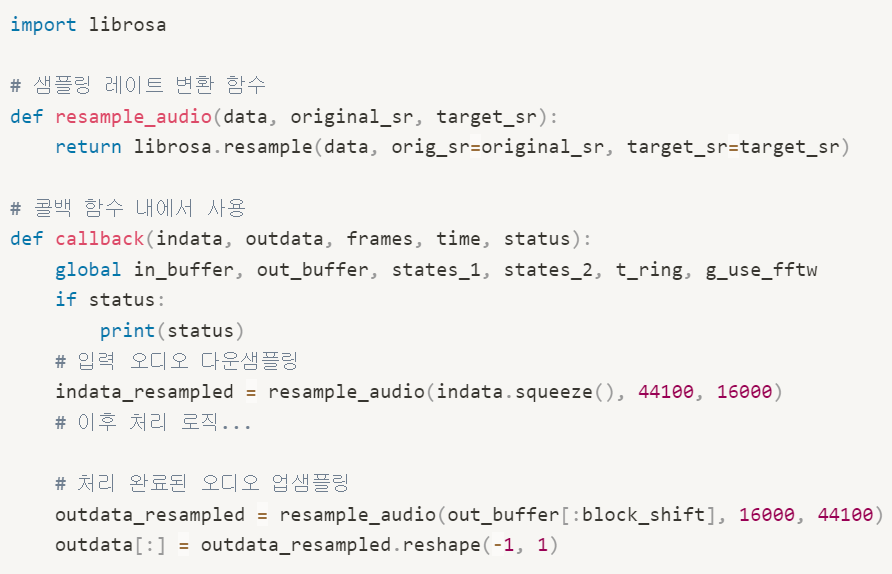 import librosa
# 샘플링 레이트 변환 함수
def resample_audio(data, original_sr, target_sr):
    return librosa.resample(data, orig_sr=original_sr, target_sr=target_sr)
# 콜백 함수 내에서 사용
def callback(indata, outdata, frames, time, status):
    global in_buffer, out_buffer, states_1, states_2, t_ring, g_use_fftw
    if status:
        print(status)
    # 입력 오디오 다운샘플링
    indata_resampled = resample_audio(indata.squeeze(), 44100, 16000)
    # 이후 처리 로직...
    # 처리 완료된 오디오 업샘플링
    outdata_resampled = resample_audio(out_buffer[:block_shift], 16000, 44100)
    outdata[:] = outdata_resampled.reshape(-1, 1)